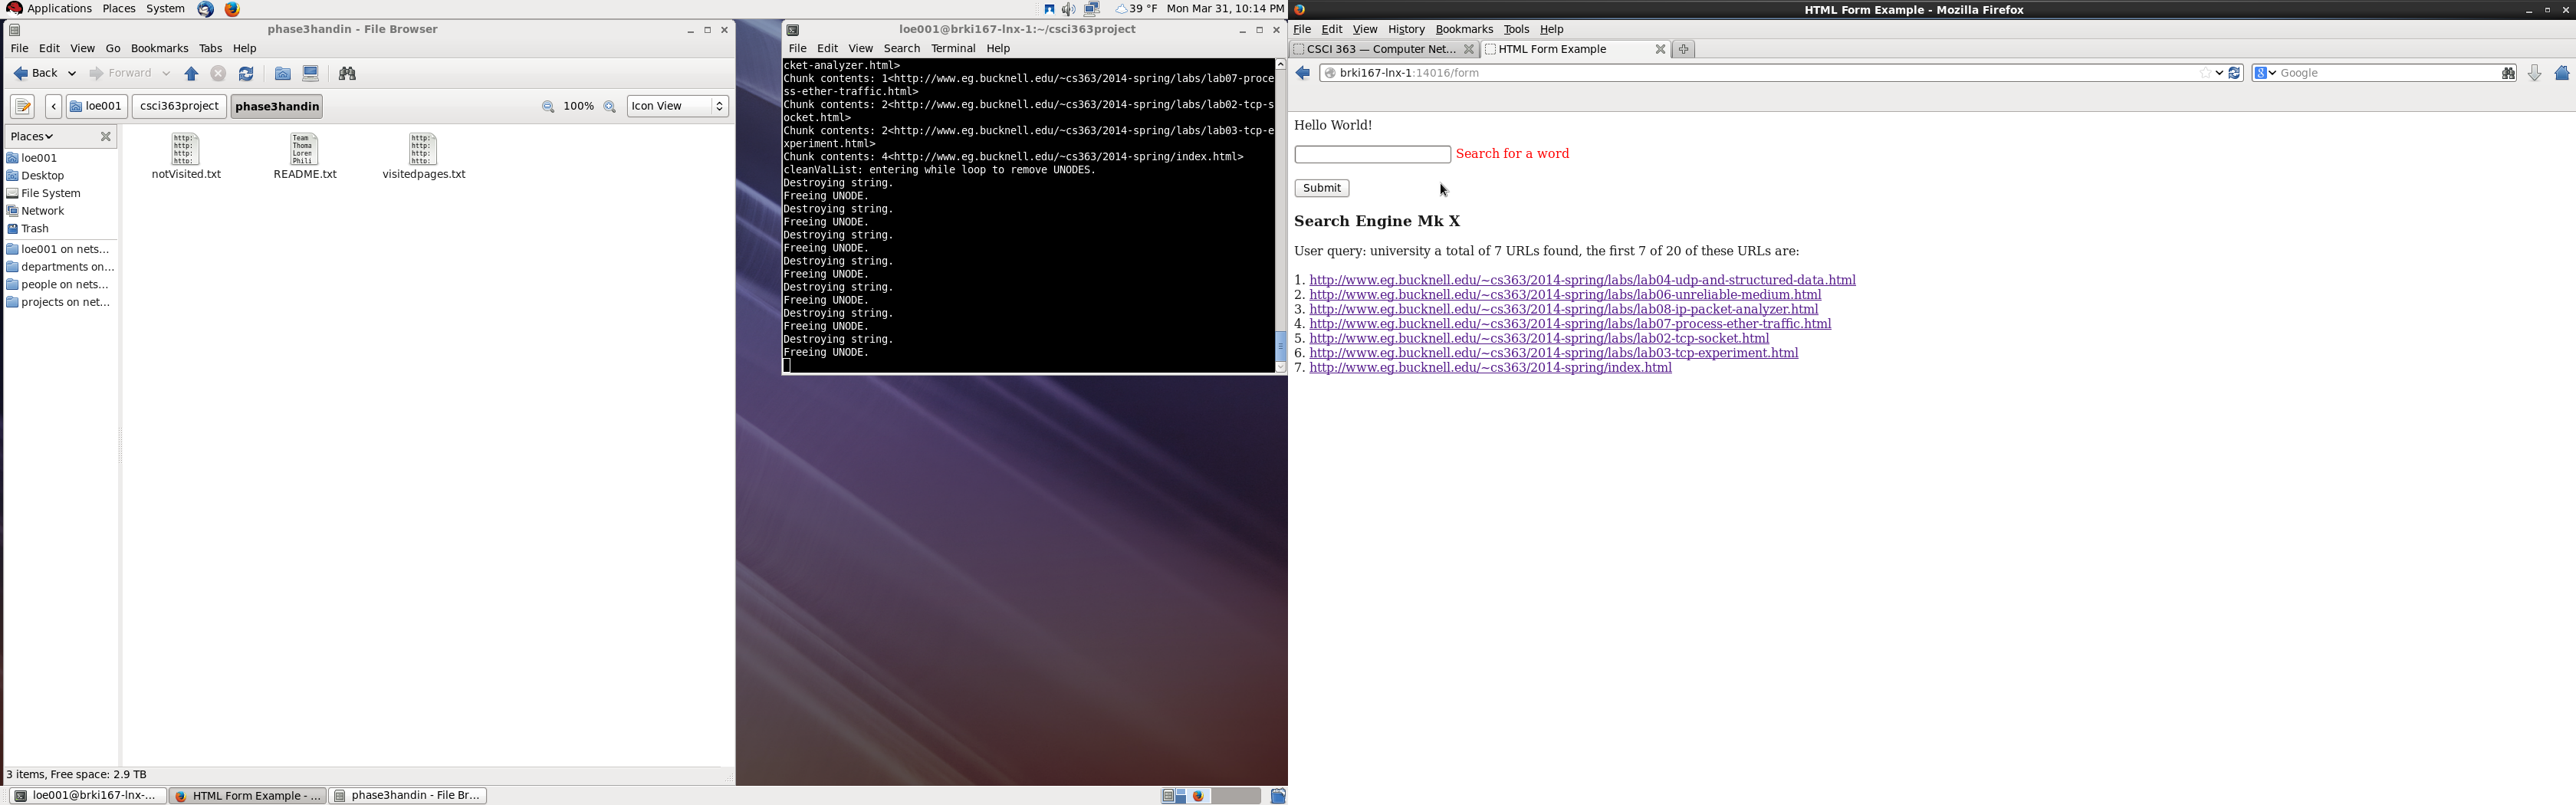 Applications Places System 39 °F Mon Mar 31, 10:14 PM
phase3handin - File Browser
File Edit View Go Bookmarks Tabs Help
Back Forward
loe001 csci363project phase3handin 100% Icon View
Places
loe001
Desktop
File System
Network
Trash
loe001 on nets...
departments on...
people on nets...
projects on net...
http:
http:
http:
http:
notVisited.txt
Team
Thoma
Loren
Phili
README.txt
http:
http:
http:
http:
visitedpages.txt
3 items, Free space: 2.9 TB
loe001@brki167-lnx-1:~/csci363project
File Edit View Search Terminal Help
cket-analyzer.html>
Chunk contents: 1<http://www.eg.bucknell.edu/~cs363/2014-spring/labs/lab07-proce
ss-ether-traffic.html>
Chunk contents: 2<http://www.eg.bucknell.edu/~cs363/2014-spring/labs/lab02-tcp-s
ocket.html>
Chunk contents: 2<http://www.eg.bucknell.edu/~cs363/2014-spring/labs/lab03-tcp-e
xperiment.html>
Chunk contents: 4<http://www.eg.bucknell.edu/~cs363/2014-spring/index.html>
cleanValList: entering while loop to remove UNODES.
Destroying string.
Freeing UNODE.
Destroying string.
Freeing UNODE.
Destroying string.
Freeing UNODE.
Destroying string.
Freeing UNODE.
Destroying string.
Freeing UNODE.
Destroying string.
Freeing UNODE.
Destroying string.
Freeing UNODE.
HTML Form Example - Mozilla Firefox
File Edit View History Bookmarks Tools Help
CSCI 363 — Computer Net... HTML Form Example
brki167-lnx-1:14016/form Google
Hello World!
Search for a word
Submit
Search Engine Mk X
User query: university a total of 7 URLs found, the first 7 of 20 of these URLs are:
1. http://www.eg.bucknell.edu/~cs363/2014-spring/labs/lab04-udp-and-structured-data.html
2. http://www.eg.bucknell.edu/~cs363/2014-spring/labs/lab06-unreliable-medium.html
3. http://www.eg.bucknell.edu/~cs363/2014-spring/labs/lab08-ip-packet-analyzer.html
4. http://www.eg.bucknell.edu/~cs363/2014-spring/labs/lab07-process-ether-traffic.html
5. http://www.eg.bucknell.edu/~cs363/2014-spring/labs/lab02-tcp-socket.html
6. http://www.eg.bucknell.edu/~cs363/2014-spring/labs/lab03-tcp-experiment.html
7. http://www.eg.bucknell.edu/~cs363/2014-spring/index.html
loe001@brki167-lnx-... HTML Form Example - ... phase3handin - File Br...